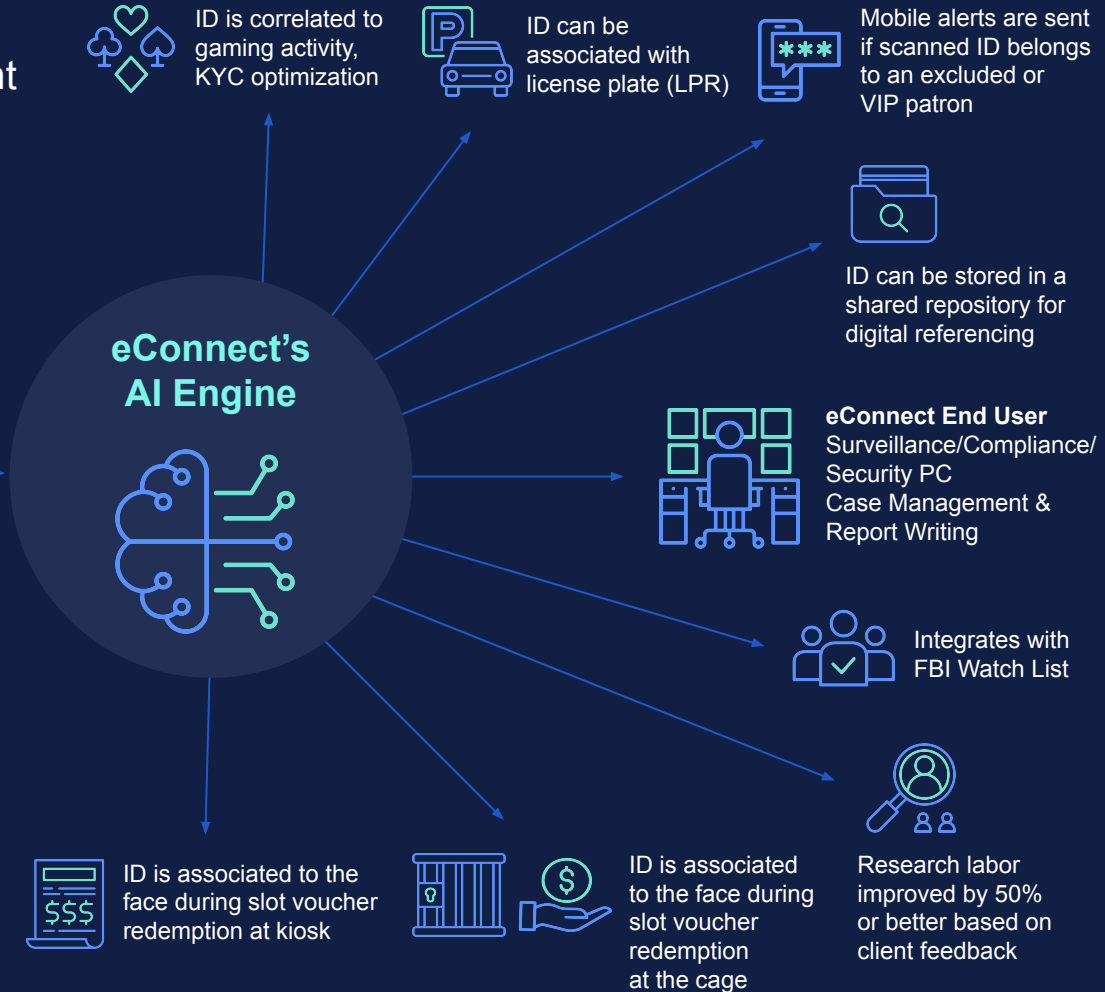 ID is correlated to
gaming activity,
KYC optimization
ID can be
associated with
license plate (LPR)
P
***
Mobile alerts are sent
if scanned ID belongs
to an excluded or
VIP patron
nt
ID can be stored in a
shared repository for
digital referencing
eConnect’s
AI Engine
eConnect End User
Surveillance/Compliance/
Security PC
Case Management &
Report Writing
Integrates with
FBI Watch List
$$$
ID is associated to the
face during slot voucher
redemption at kiosk
$
ID is associated
to the face during
slot voucher
redemption
at the cage
Research labor
improved by 50%
or better based on
client feedback